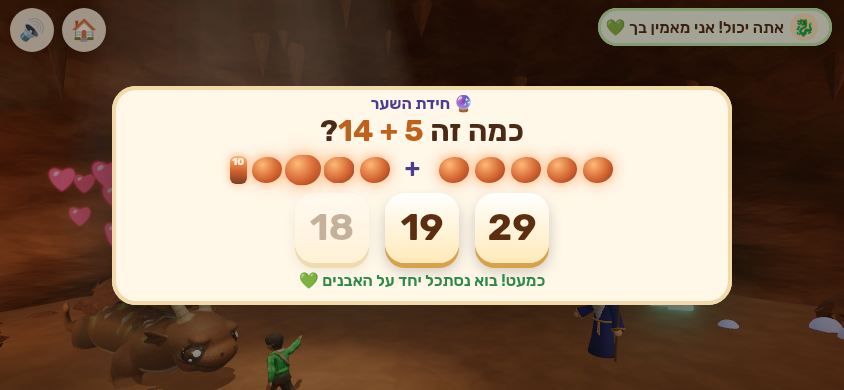 אתה יכול! אני מאמין בך 💚
🔮 חידת השער
כמה זה 5 + 14?
10 +
18 19 29
כמעט! בוא נסתכל יחד על האבנים 💚